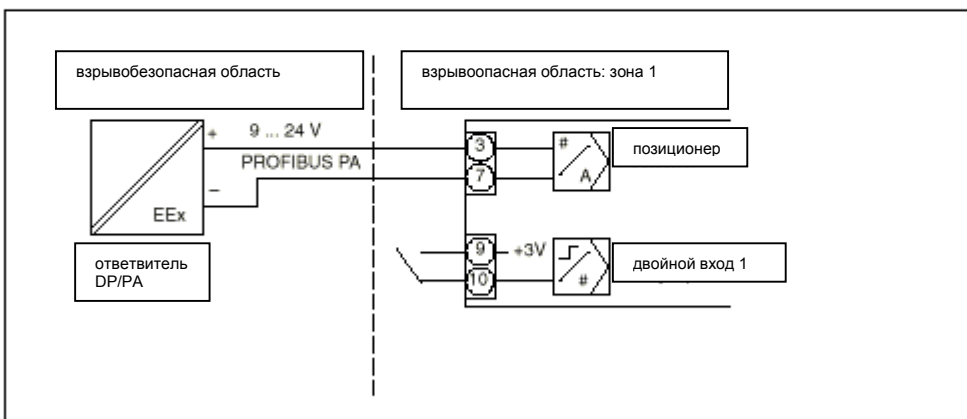 взрывобезопасная область
взрывоопасная область: зона 1
+ 9 ... 24 V
PROFIBUS PA
–
EEx
ответвитель
DP/PA
3
7
#
A
позиционер
9
+3V
10
#
двойной вход 1